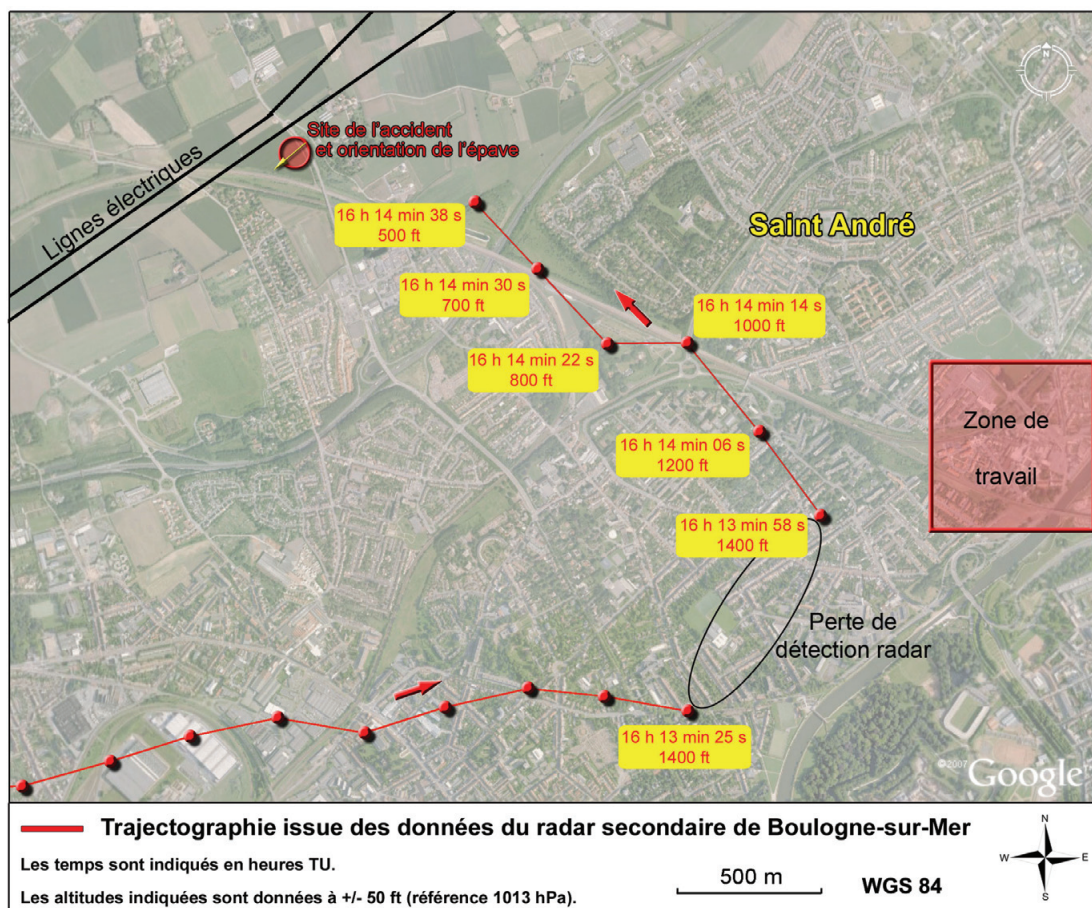 N
Site de l'accident
et orientation de l'épave
Lignes électriques
16 h 14 min 38 s
500 ft
Saint André
16 h 14 min 30 s
700 ft
16 h 14 min 14 s
1000 ft
16 h 14 min 22 s
800 ft
Zone de
travail
16 h 14 min 06 s
1200 ft
16 h 13 min 58 s
1400 ft
Perte de
détection radar
16 h 13 min 25 s
1400 ft
©2007 Google™
Trajectographie issue des données du radar secondaire de Boulogne-sur-Mer
Les temps sont indiqués en heures TU.
Les altitudes indiquées sont données à +/- 50 ft (référence 1013 hPa).
500 m
WGS 84
N
W E
S